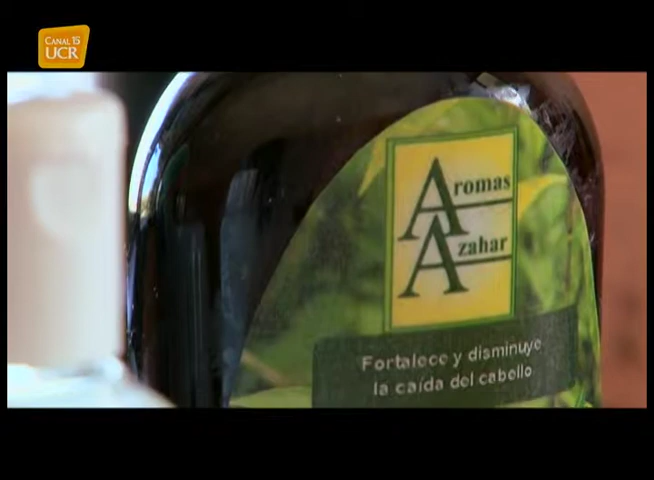 CANAL 15
UCR
Aromas
Azahar
Fortalece y disminuye
la caída del cabello